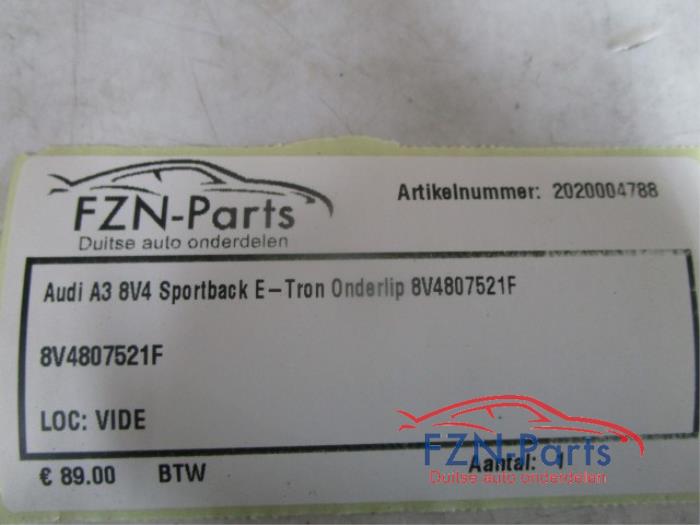 FZN-Parts
Duitse auto onderdelen
Artikelnummer: 2020004788
Audi A3 8V4 Sportback E-Tron Onderlip 8V4807521F
8V4807521F
LOC: VIDE
€ 89.00 BTW
Aantal: 1
FZN-Parts
Duitse auto onderdelen